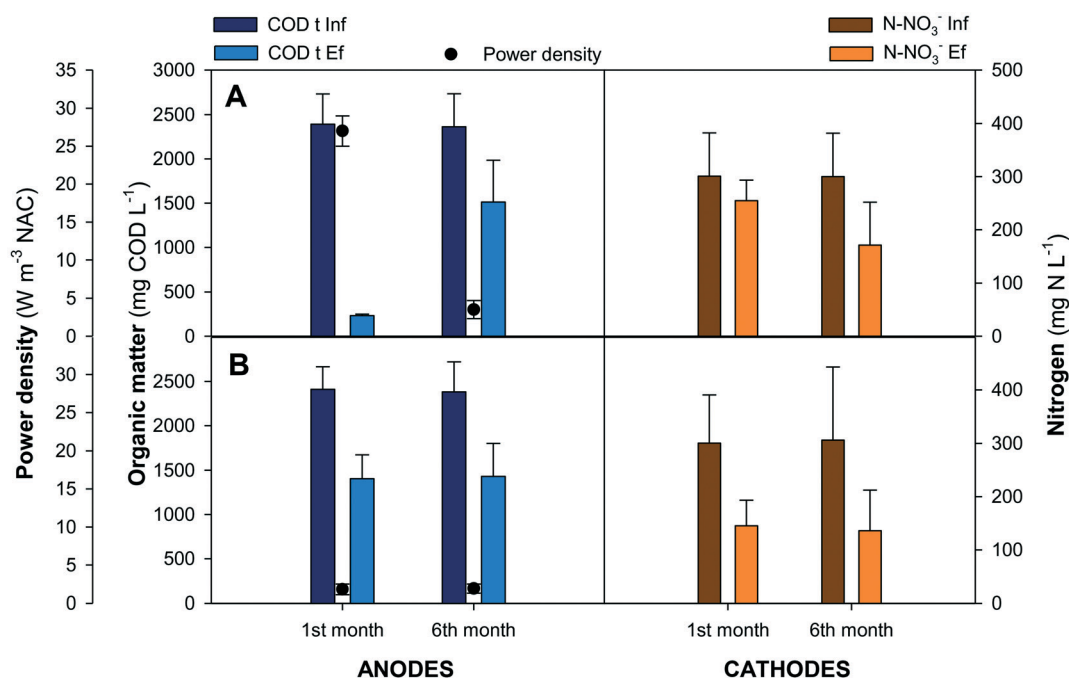 COD t Inf
COD t Ef
Power density
N-NO₃⁻ Inf
N-NO₃⁻ Ef
35
30
25
20
15
10
5
0
3000
2500
2000
1500
1000
500
0
A
500
400
300
200
100
0
30
25
20
15
10
5
0
2500
2000
1500
1000
500
0
B
400
300
200
100
0
Power density (W m⁻³ NAC)
Organic matter (mg COD L⁻¹)
Nitrogen (mg N L⁻¹)
1st month
6th month
1st month
6th month
ANODES
CATHODES